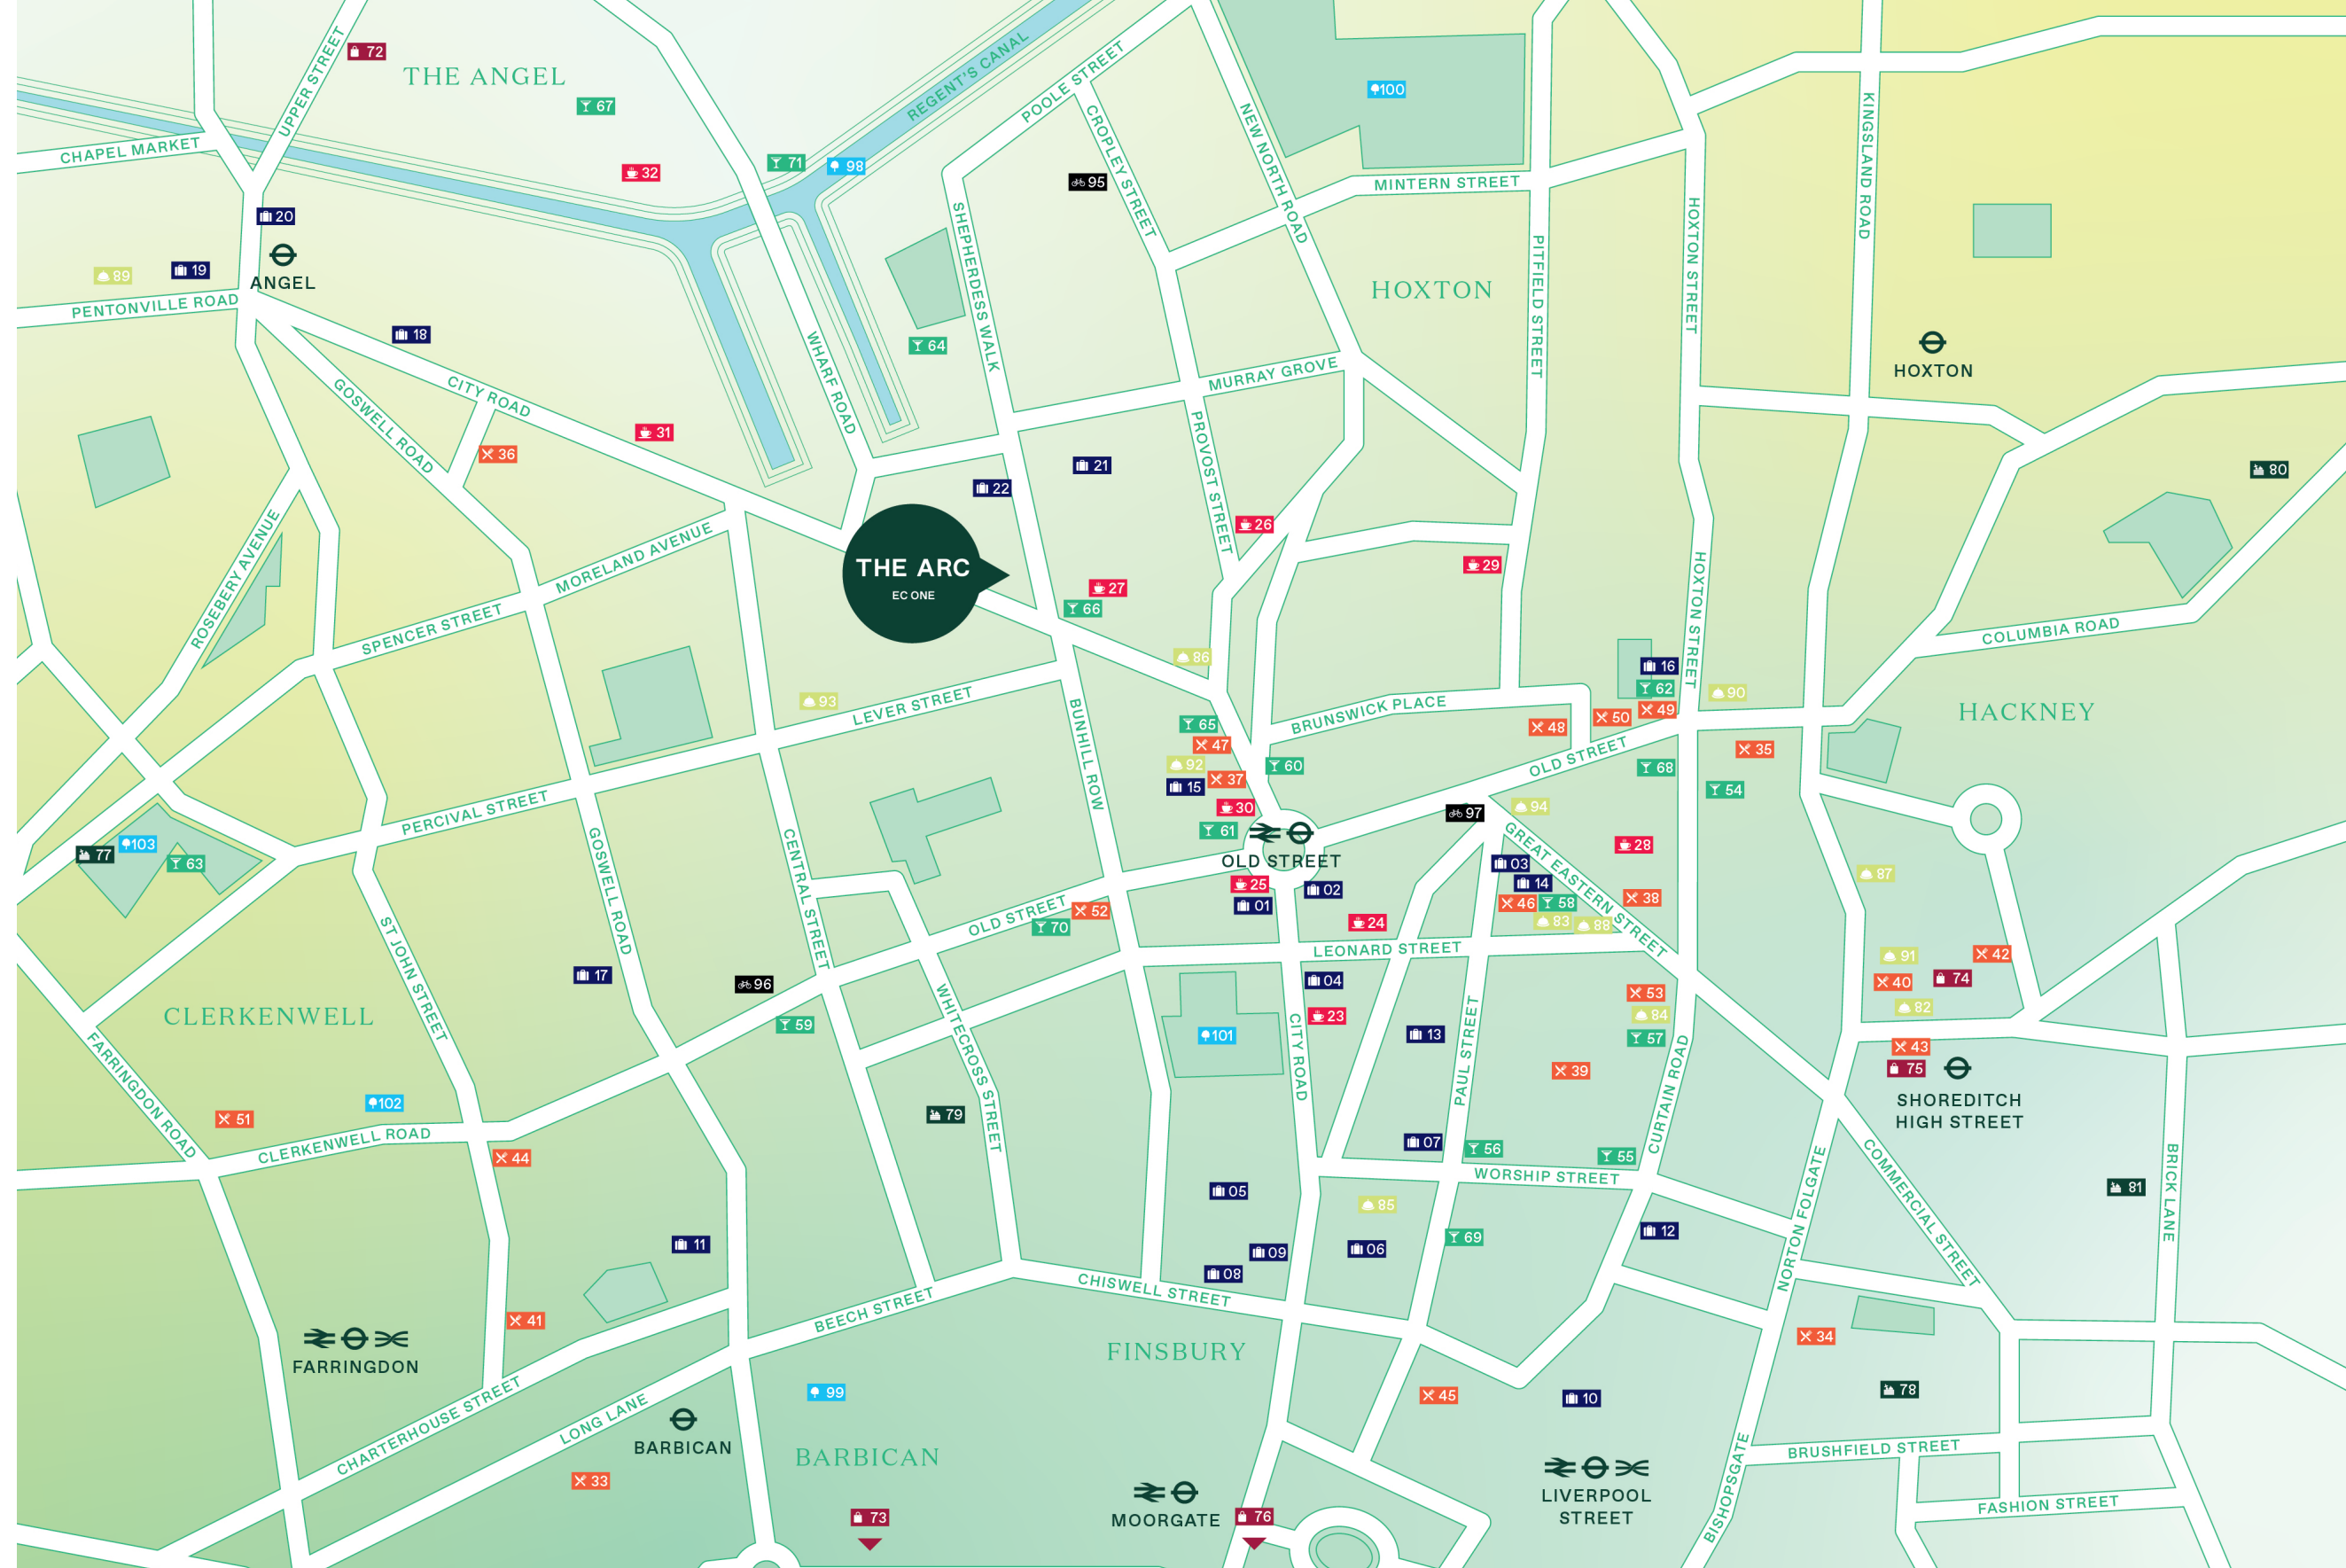 72
THE ANGEL
UPPER STREET
67
REGENT'S CANAL
POOLE STREET
100
CHAPEL MARKET
32
71
98
95
CROPLEY STREET
NEW NORTH ROAD
MINTERN STREET
KINGSLAND ROAD
20
HOXTON STREET
SHEPHERDESS WALK
89
19
ANGEL
HOXTON
PITFIELD STREET
PENTONVILLE ROAD
18
64
HOXTON
WHARF ROAD
MURRAY GROVE
CITY ROAD
GOSWELL ROAD
31
36
PROVOST STREET
21
22
80
26
MORELAND AVENUE
ROSEBERY AVENUE
THE ARC
EC ONE
29
27
66
HOXTON STREET
SPENCER STREET
COLUMBIA ROAD
86
16
62
90
93
LEVER STREET
BRUNSWICK PLACE
49
50
48
HACKNEY
BUNHILL ROW
65
47
92
37
15
60
OLD STREET
35
68
54
30
61
PERCIVAL STREET
97
94
OLD STREET
GREAT EASTERN STREET
28
77
103
63
GOSWELL ROAD
CENTRAL STREET
03
14
87
25
02
01
46
58
38
83
88
24
OLD STREET
52
70
LEONARD STREET
ST JOHN STREET
17
96
04
91
42
40
74
82
53
84
57
CLERKENWELL
59
WHITECROSS STREET
101
23
CITY ROAD
13
PAUL STREET
39
43
75
FARRINGDON ROAD
CURTAIN ROAD
SHOREDITCH
HIGH STREET
51
102
79
CLERKENWELL ROAD
44
07
56
55
WORSHIP STREET
NORTON FOLGATE
COMMERCIAL STREET
BRICK LANE
81
05
85
11
09
06
69
12
08
CHISWELL STREET
BEECH STREET
41
FARRINGDON
FINSBURY
34
78
CHARTERHOUSE STREET
LONG LANE
99
45
10
BARBICAN
BARBICAN
BRUSHFIELD STREET
33
BISHOPSGATE
LIVERPOOL
STREET
FASHION STREET
73
MOORGATE
76